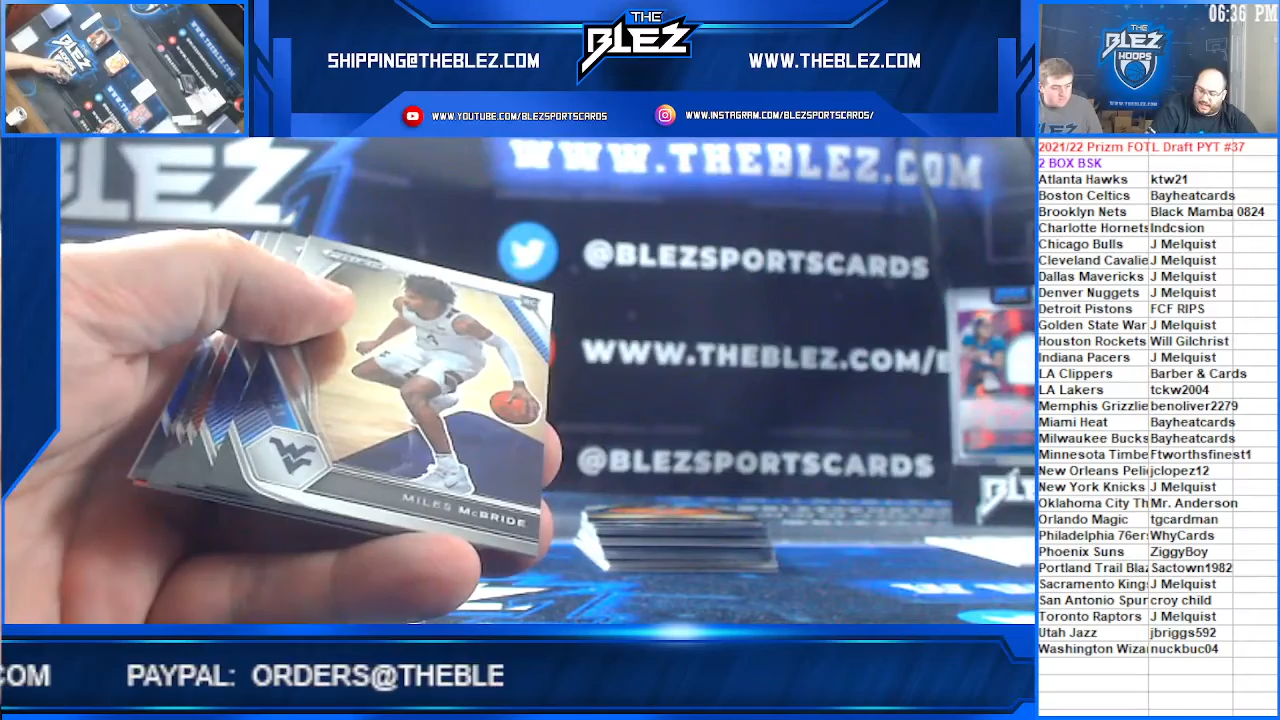 06:36 PM
THE
BLEZ
SHIPPING@THEBLEZ.COM
WWW.THEBLEZ.COM
WWW.YOUTUBE.COM/BLEZSPORTSCARDS
WWW.INSTAGRAM.COM/BLEZSPORTSCARDS/
THE
BLEZ
HOOPS
WWW.THEBLEZ.COM
@BLEZSPORTSCARDS
WWW.THEBLEZ.COM/B
@BLEZSPORTSCARDS
RC
WV
MILES McBRIDE
COM PAYPAL: ORDERS@THEBLE
2021/22 Prizm FOTL Draft PYT #37
2 BOX BSK
Atlanta Hawks ktw21
Boston Celtics Bayheatcards
Brooklyn Nets Black Mamba 0824
Charlotte Hornets Indcsion
Chicago Bulls J Melquist
Cleveland Cavalie J Melquist
Dallas Mavericks J Melquist
Denver Nuggets J Melquist
Detroit Pistons FCF RIPS
Golden State War J Melquist
Houston Rockets Will Gilchrist
Indiana Pacers J Melquist
LA Clippers Barber & Cards
LA Lakers tckw2004
Memphis Grizzlie benoliver2279
Miami Heat Bayheatcards
Milwaukee Bucks Bayheatcards
Minnesota Timbe Ftworthsfinest1
New Orleans Peli jclopez12
New York Knicks J Melquist
Oklahoma City Th Mr. Anderson
Orlando Magic tgcardman
Philadelphia 76er WhyCards
Phoenix Suns ZiggyBoy
Portland Trail Bla Sactown1982
Sacramento King J Melquist
San Antonio Spur croy child
Toronto Raptors J Melquist
Utah Jazz jbriggs592
Washington Wiza nuckbuc04